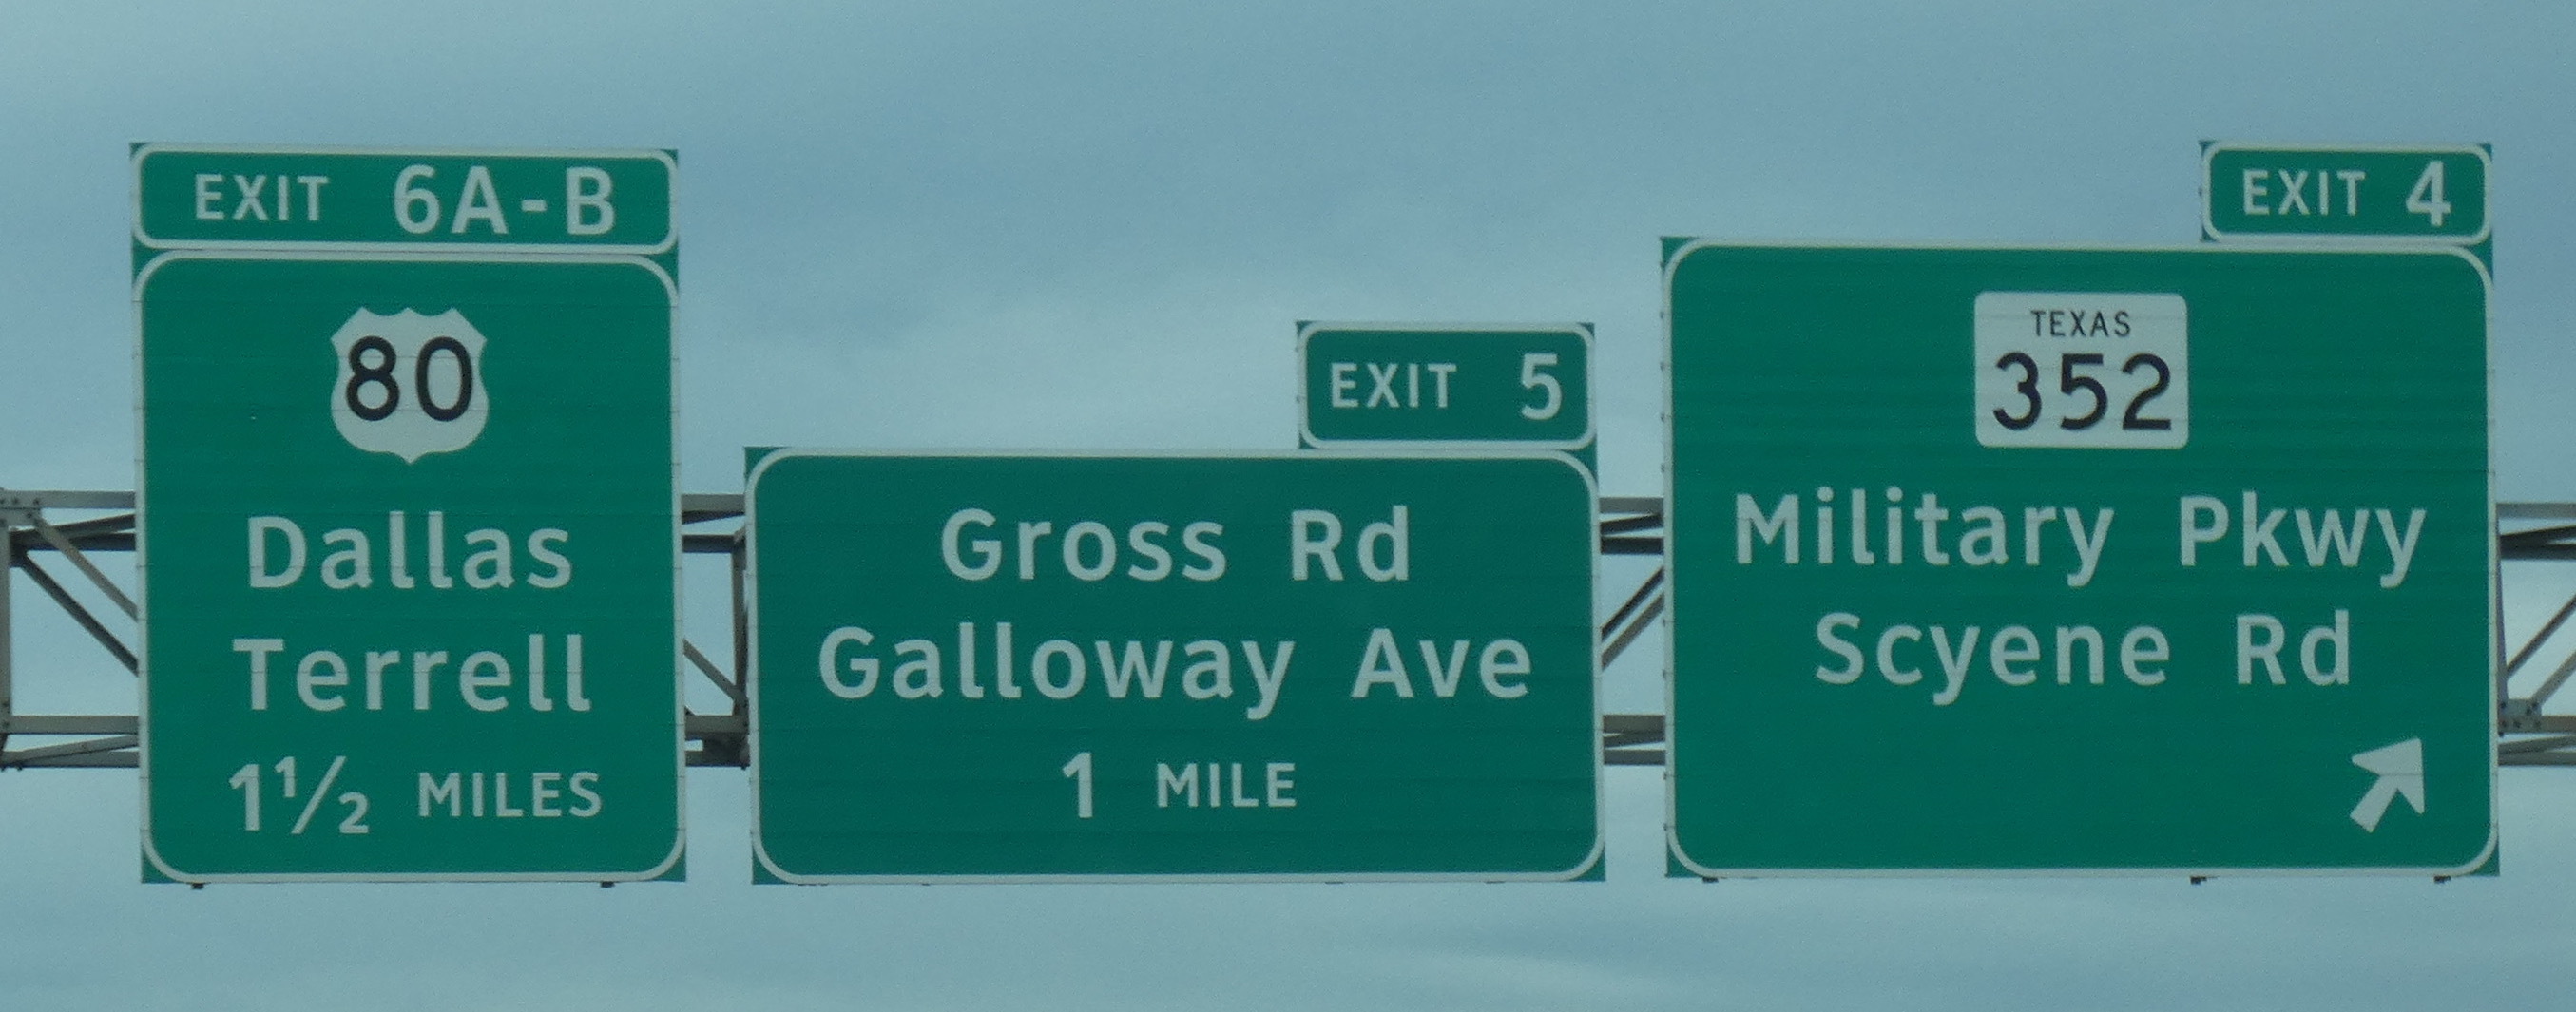 EXIT 6A-B
80
Dallas
Terrell
1½ MILES
EXIT 5
Gross Rd
Galloway Ave
1 MILE
EXIT 4
TEXAS
352
Military Pkwy
Scyene Rd